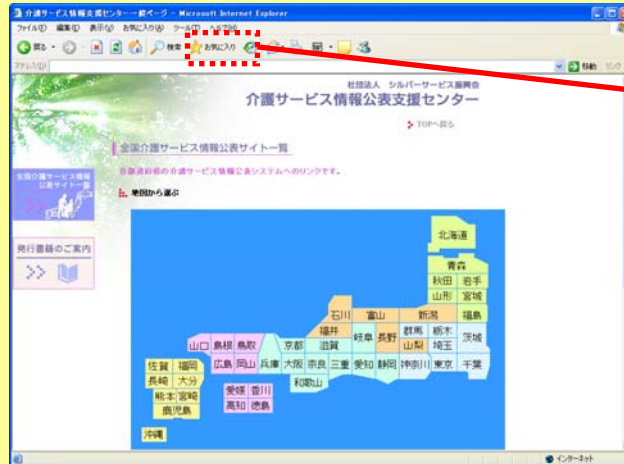 介護サービス情報支援センター一般ページ - Microsoft Internet Explorer
ファイル(F) 編集(E) 表示(V) お気に入り(A) ツール(T) ヘルプ(H)
戻る 検索 お気に入り
アドレス(D) 移動 リンク
社団法人 シルバーサービス振興会
介護サービス情報公表支援センター
TOPへ戻る
全国介護サービス情報公表サイト一覧
各都道府県の介護サービス情報公表システムへのリンクです。
地図から選ぶ
全国介護サービス情報
公表サイト一覧
発行書籍のご案内
北海道
青森
秋田 岩手
山形 宮城
石川 富山 新潟 福島
福井 岐阜 長野 群馬 栃木 茨城
山口 島根 鳥取 兵庫 京都 滋賀 山梨 埼玉
佐賀 福岡 広島 岡山 大阪 奈良 三重 愛知 静岡 神奈川 東京 千葉
長崎 大分 愛媛 香川 和歌山
熊本 宮崎 高知 徳島
鹿児島
沖縄
インターネット